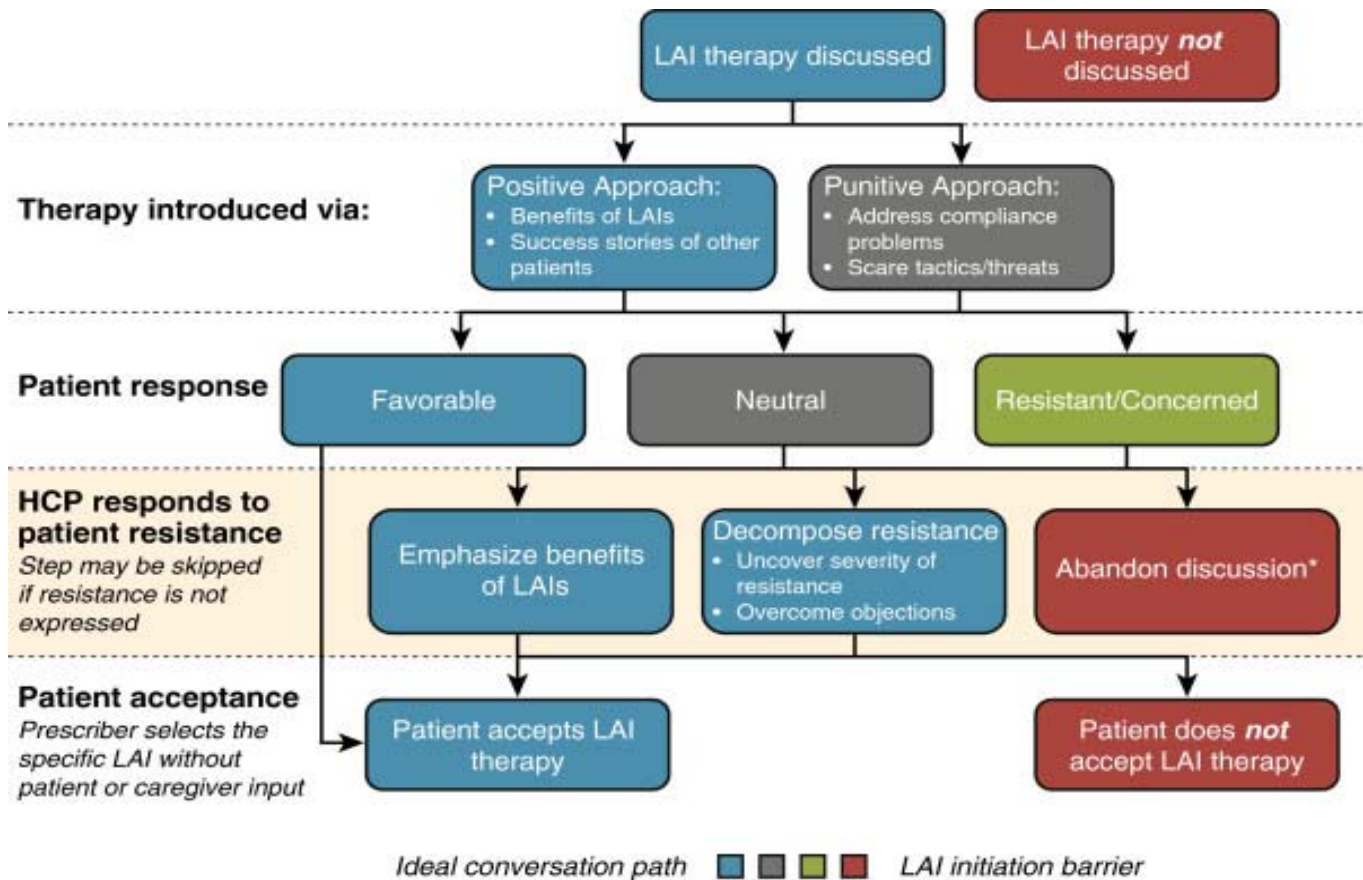 LAI therapy discussed
LAI therapy not
discussed
Therapy introduced via:
Positive Approach:
• Benefits of LAIs
• Success stories of other
patients
Punitive Approach:
• Address compliance
problems
• Scare tactics/threats
Patient response
Favorable
Neutral
Resistant/Concerned
HCP responds to
patient resistance
Step may be skipped
if resistance is not
expressed
Emphasize benefits
of LAIs
Decompose resistance
• Uncover severity of
resistance
• Overcome objections
Abandon discussion*
Patient acceptance
Prescriber selects the
specific LAI without
patient or caregiver input
Patient accepts LAI
therapy
Patient does not
accept LAI therapy
Ideal conversation path
LAI initiation barrier